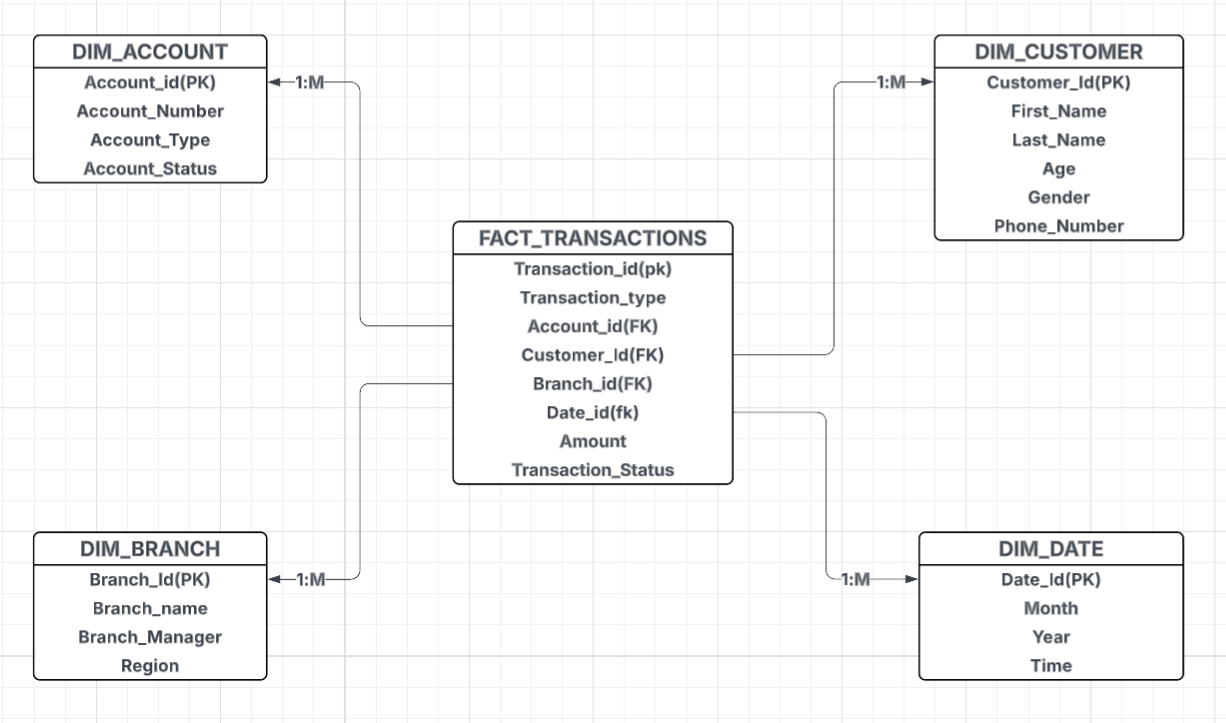 DIM_ACCOUNT
Account_id(PK)
Account_Number
Account_Type
Account_Status
1:M
DIM_CUSTOMER
Customer_Id(PK)
First_Name
Last_Name
Age
Gender
Phone_Number
1:M
FACT_TRANSACTIONS
Transaction_id(pk)
Transaction_type
Account_id(FK)
Customer_Id(FK)
Branch_id(FK)
Date_id(fk)
Amount
Transaction_Status
DIM_BRANCH
Branch_Id(PK)
Branch_name
Branch_Manager
Region
1:M
DIM_DATE
Date_Id(PK)
Month
Year
Time
1:M